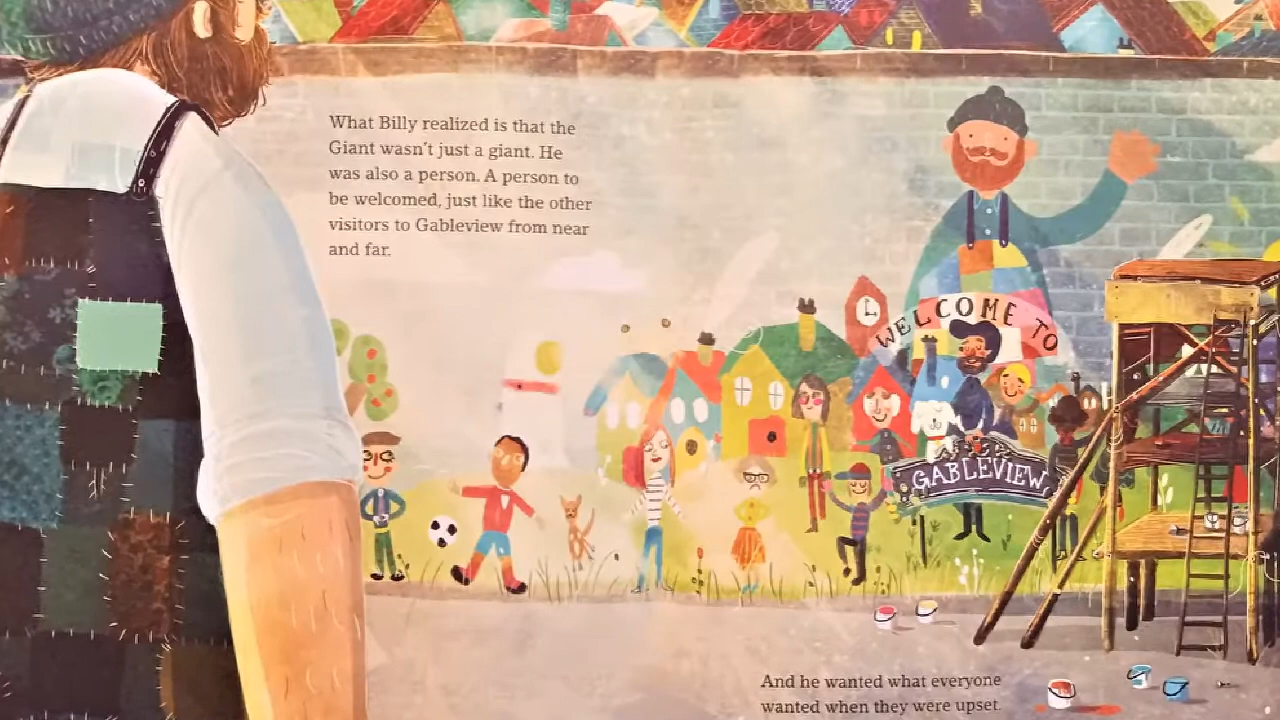 What Billy realized is that the
Giant wasn't just a giant. He
was also a person. A person to
be welcomed, just like the other
visitors to Gableview from near
and far.
WELCOME TO
GABLEVIEW
And he wanted what everyone
wanted when they were upset.